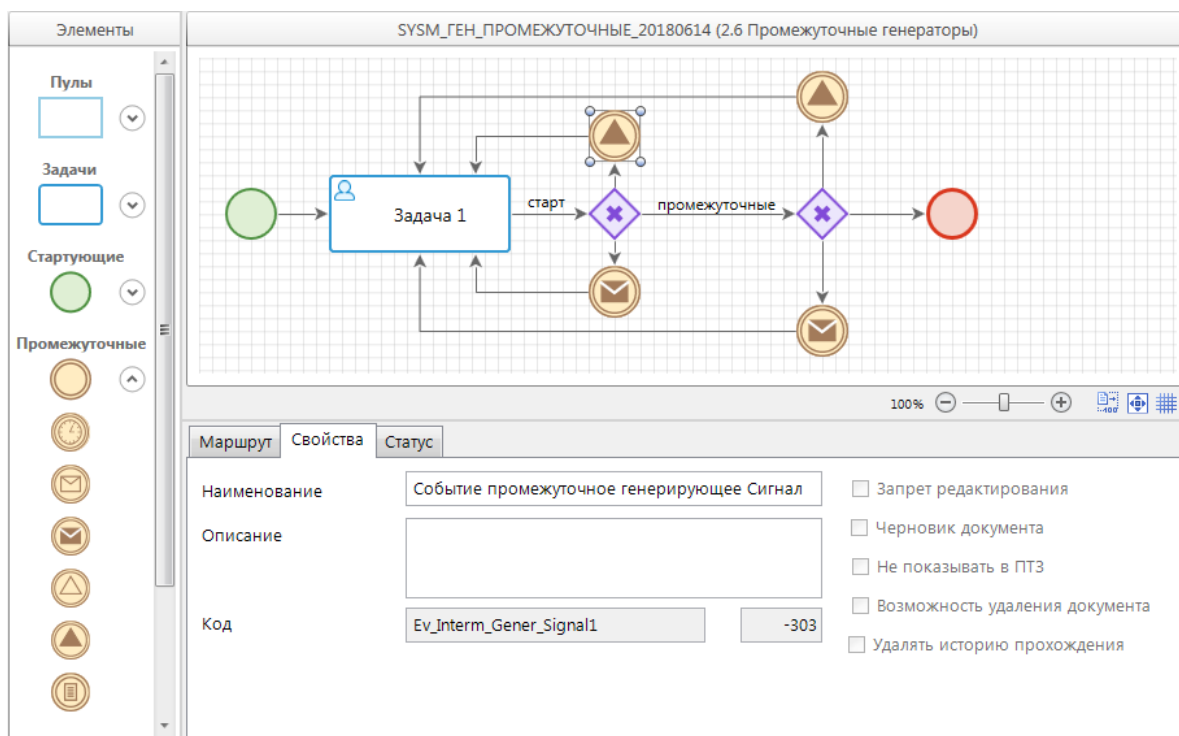 Элементы
SYSM_ГЕН_ПРОМЕЖУТОЧНЫЕ_20180614 (2.6 Промежуточные генераторы)
Пулы
Задачи
Стартующие
Промежуточные
Задача 1
старт
промежуточные
100%
Маршрут
Свойства
Статус
Наименование
Событие промежуточное генерирующее Сигнал
Описание
Код
Ev_Interm_Gener_Signal1
-303
Запрет редактирования
Черновик документа
Не показывать в ПТЗ
Возможность удаления документа
Удалять историю прохождения